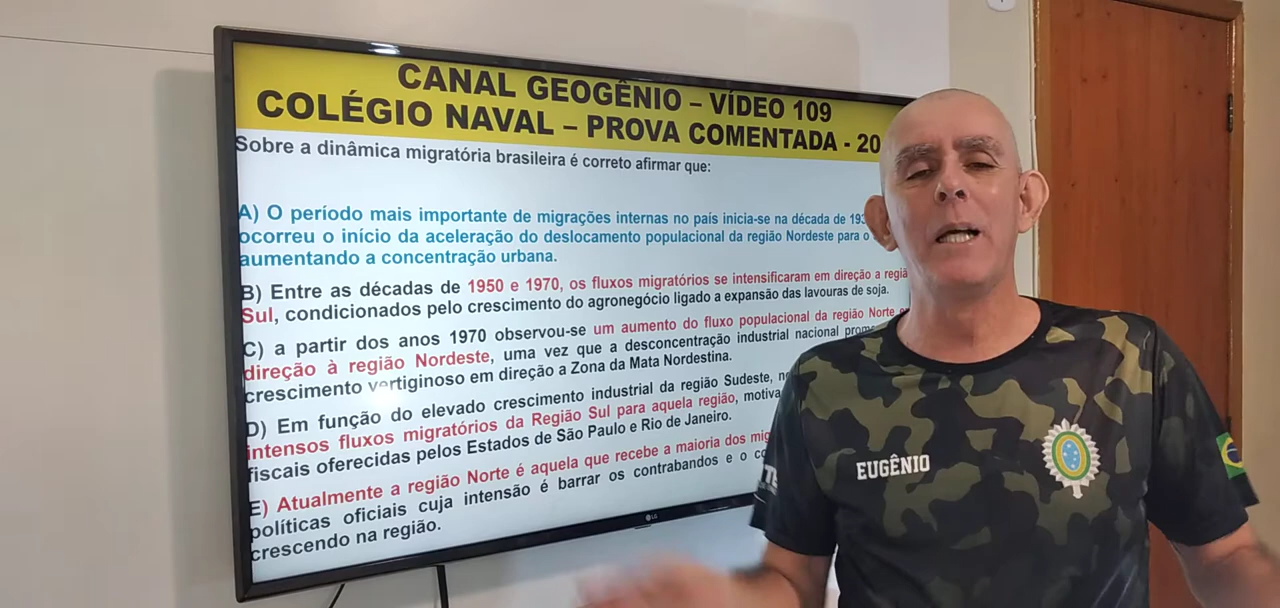 CANAL GEOGÊNIO – VÍDEO 109
COLÉGIO NAVAL – PROVA COMENTADA - 20
Sobre a dinâmica migratória brasileira é correto afirmar que:
A) O período mais importante de migrações internas no país inicia-se na década de 193
ocorreu o início da aceleração do deslocamento populacional da região Nordeste para o
aumentando a concentração urbana.
B) Entre as décadas de 1950 e 1970, os fluxos migratórios se intensificaram em direção a regiã
Sul, condicionados pelo crescimento do agronegócio ligado a expansão das lavouras de soja.
C) a partir dos anos 1970 observou-se um aumento do fluxo populacional da região Norte
direção à região Nordeste, uma vez que a desconcentração industrial nacional
crescimento vertiginoso em direção a Zona da Mata Nordestina.
D) Em função do elevado crescimento industrial da região Sudeste,
intensos fluxos migratórios da Região Sul para aquela região,
fiscais oferecidas pelos Estados de São Paulo e Rio de Janeiro.
E) Atualmente a região Norte é aquela que recebe a maioria dos
políticas oficiais cuja intensão é barrar os contrabandos e o
crescendo na região.
LG
EUGÊNIO